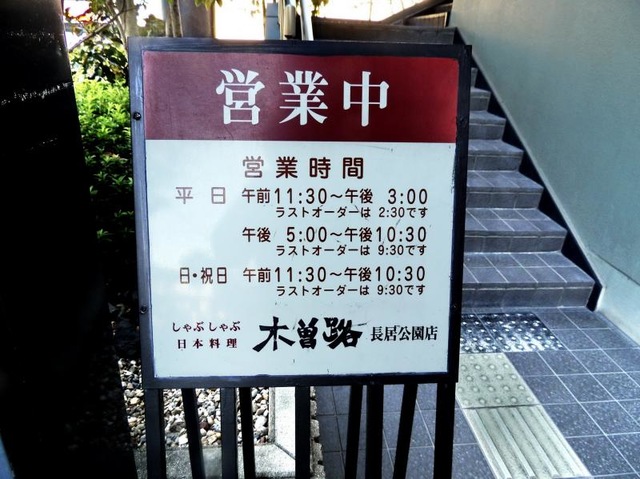 営業中
営業時間
平日 午前11:30～午後 3:00
ラストオーダーは 2:30です
午後 5:00～午後10:30
ラストオーダーは 9:30です
日・祝日 午前11:30～午後10:30
ラストオーダーは 9:30です
しゃぶしゃぶ
日本料理 木曽路 長居公園店